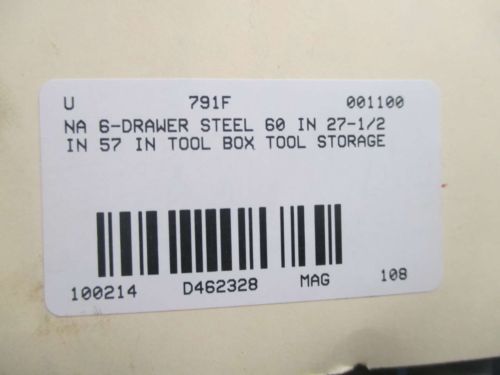 U 791F 001100
NA 6-DRAWER STEEL 60 IN 27-1/2
IN 57 IN TOOL BOX TOOL STORAGE
100214 D462328 MAG 108